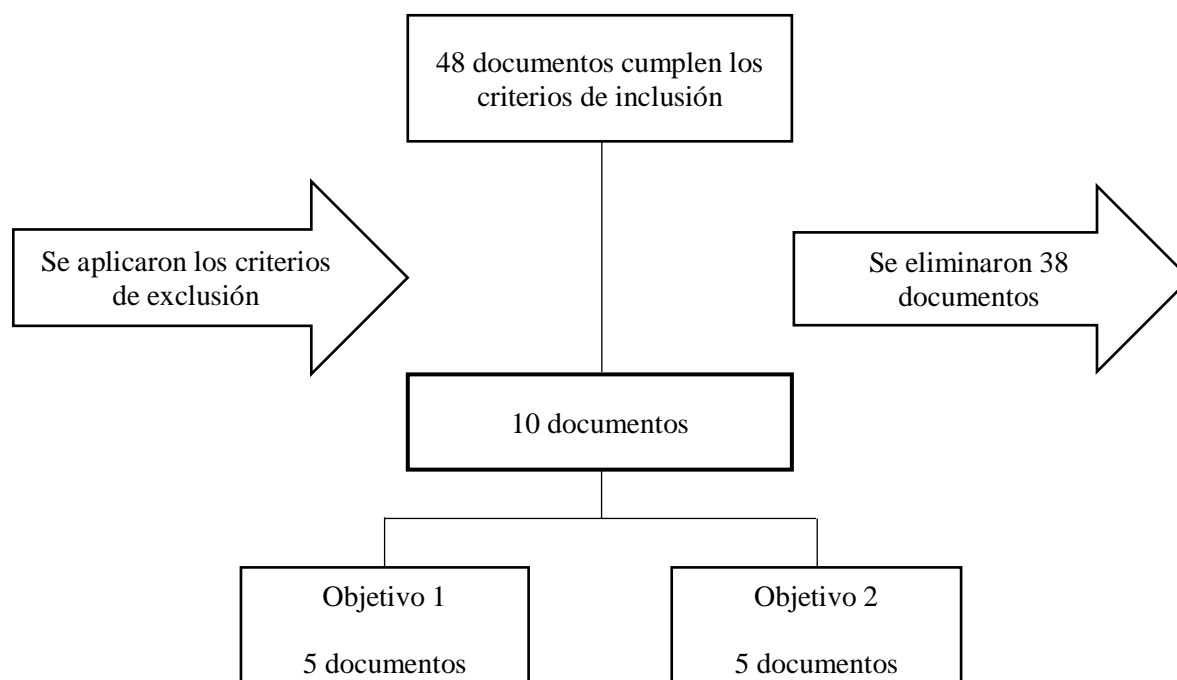 48 documentos cumplen los
criterios de inclusión
Se aplicaron los criterios
de exclusión
Se eliminaron 38
documentos
10 documentos
Objetivo 1
5 documentos
Objetivo 2
5 documentos